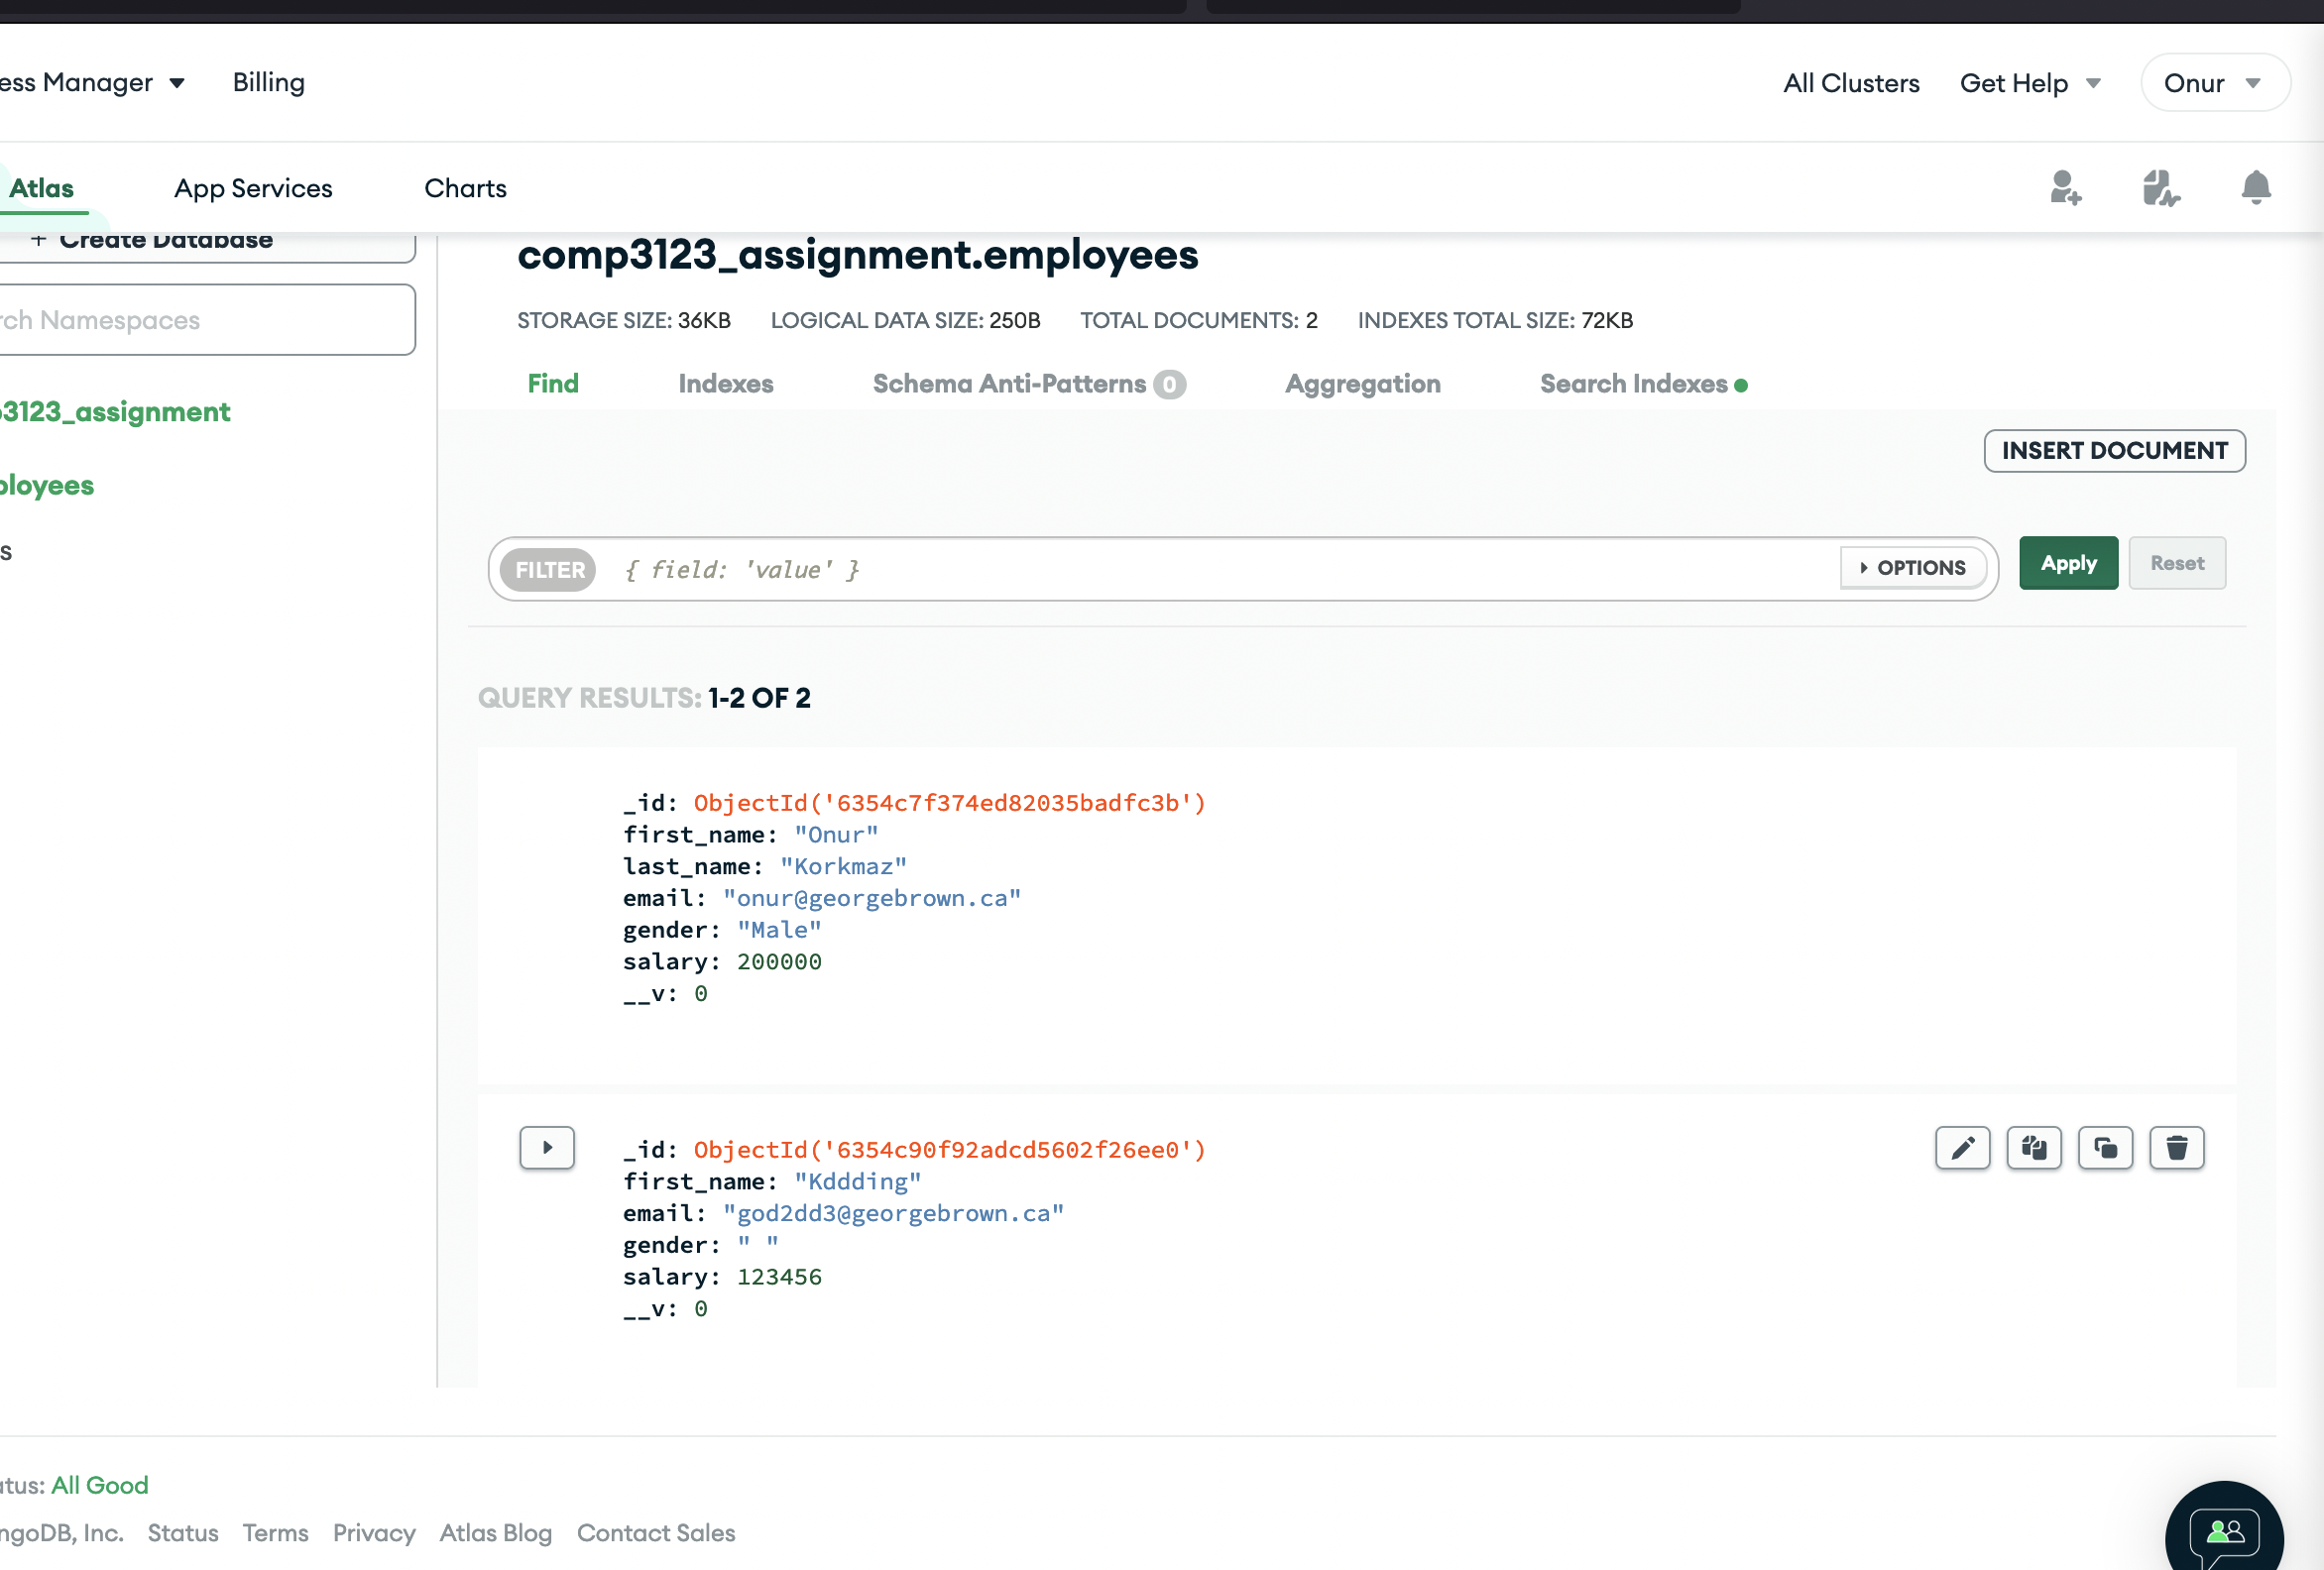 ess Manager Billing All Clusters Get Help Onur
Atlas App Services Charts
+ Create Database
comp3123_assignment.employees
rch Namespaces
STORAGE SIZE: 36KB LOGICAL DATA SIZE: 250B TOTAL DOCUMENTS: 2 INDEXES TOTAL SIZE: 72KB
Find Indexes Schema Anti-Patterns 0 Aggregation Search Indexes
p3123_assignment
ployees
s
INSERT DOCUMENT
FILTER { field: 'value' } OPTIONS Apply Reset
QUERY RESULTS: 1-2 OF 2
_id: ObjectId('6354c7f374ed82035badfc3b')
first_name: "Onur"
last_name: "Korkmaz"
email: "onur@georgebrown.ca"
gender: "Male"
salary: 200000
__v: 0
_id: ObjectId('6354c90f92adcd5602f26ee0')
first_name: "Kddding"
email: "god2dd3@georgebrown.ca"
gender: " "
salary: 123456
__v: 0
atus: All Good
ngoDB, Inc. Status Terms Privacy Atlas Blog Contact Sales